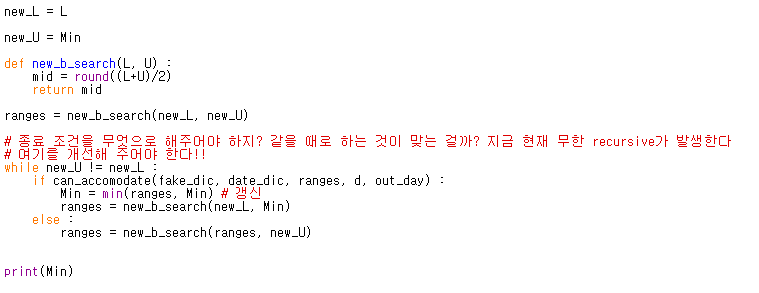 new_L = L
new_U = Min
def new_b_search(L, U) :
    mid = round((L+U)/2)
    return mid
ranges = new_b_search(new_L, new_U)
# 종료 조건을 무엇으로 해주어야 하지? 같을 때로 하는 것이 맞는 걸까? 지금 현재 무한 recursive가 발생한다
# 여기를 개선해 주어야 한다!!
while new_U != new_L :
    if can_accomodate(fake_dic, date_dic, ranges, d, out_day) :
        Min = min(ranges, Min) # 갱신
        ranges = new_b_search(new_L, Min)
    else :
        ranges = new_b_search(ranges, new_U)
print(Min)